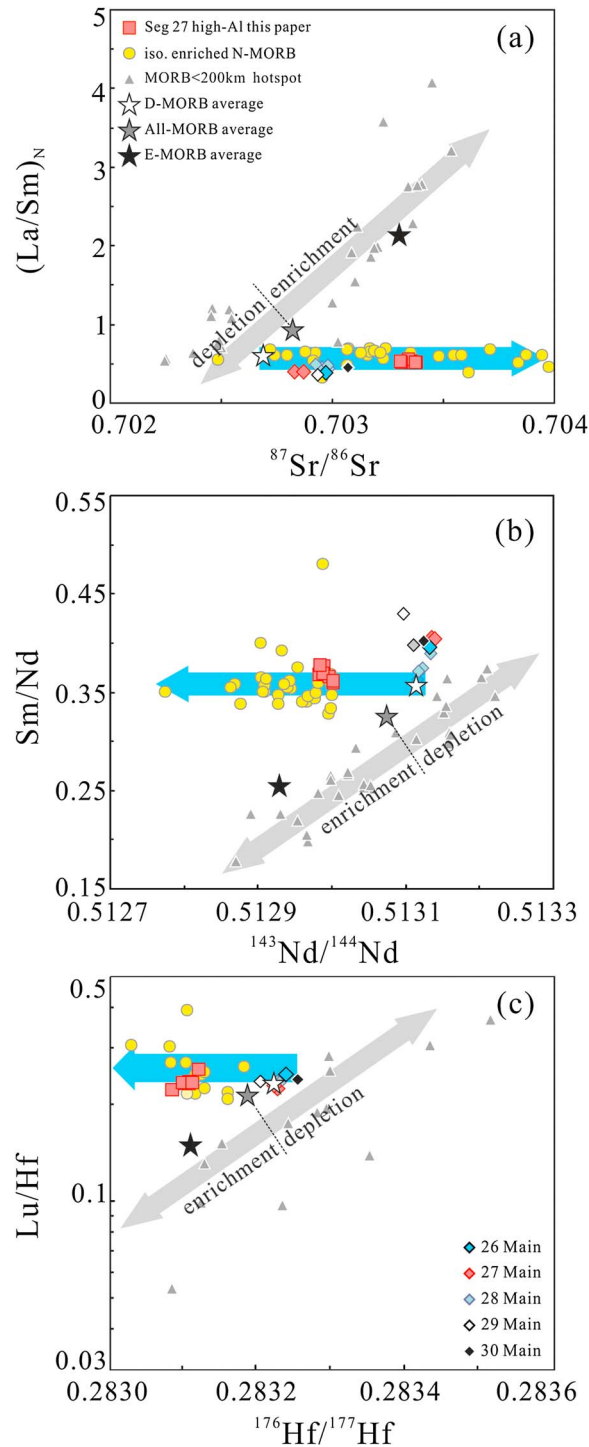 5
Seg 27 high-Al this paper
(a)
iso. enriched N-MORB
MORB<200km hotspot
4
D-MORB average
All-MORB average
E-MORB average
3
(La/Sm)N
2
depletion
enrichment
1
0
0.702
0.703
0.704
87Sr/86Sr
0.55
(b)
0.45
Sm/Nd
0.35
enrichment
depletion
0.25
0.15
0.5127
0.5129
0.5131
0.5133
143Nd/144Nd
0.5
(c)
Lu/Hf
enrichment
depletion
0.1
26 Main
27 Main
28 Main
29 Main
30 Main
0.03
0.2830
0.2832
0.2834
0.2836
176Hf/177Hf